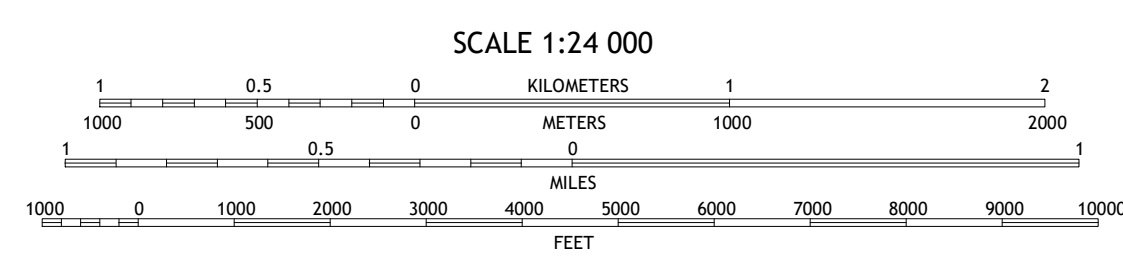 SCALE 1:24 000
1 0.5 0 KILOMETERS 1 2
1000 500 0 METERS 1000 2000
1 0.5 0 1
MILES
1000 0 1000 2000 3000 4000 5000 6000 7000 8000 9000 10000
FEET